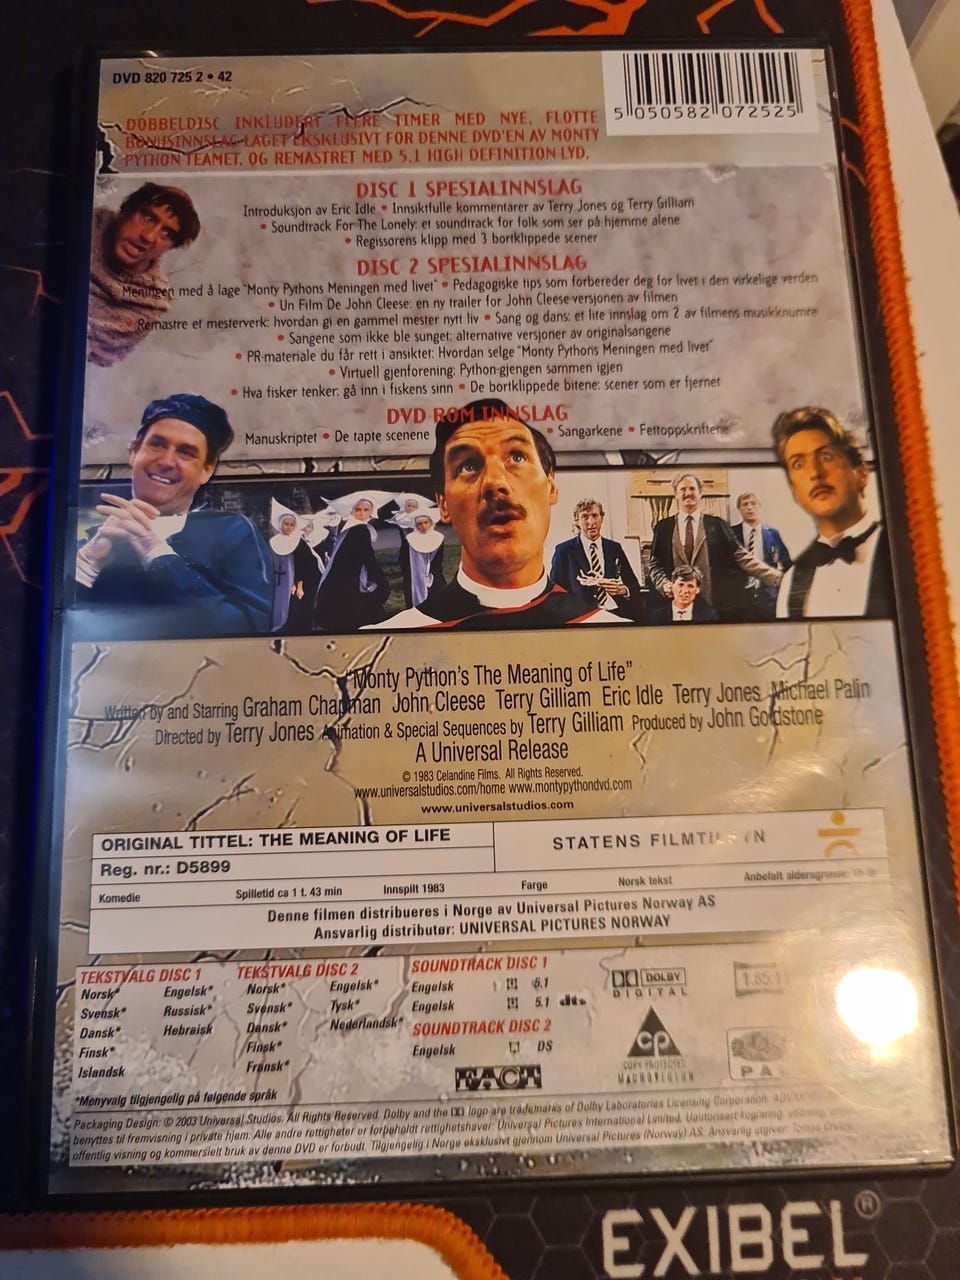 DVD 820 725 2 • 42
5 050582 072525
DOBBELDISC INKLUDERT FLERE TIMER MED NYE, FLOTTE
BONUSINNSLAG LAGET EKSKLUSIVT FOR DENNE DVD'EN AV MONTY
PYTHON TEAMET, OG REMASTRET MED 5.1 HIGH DEFINITION LYD.
DISC 1 SPESIALINNSLAG
Introduksjon av Eric Idle • Innsiktfulle kommentarer av Terry Jones og Terry Gilliam
• Soundtrack For The Lonely: et soundtrack for folk som ser på hjemme alene
• Regissørens klipp med 3 bortklippede scener
DISC 2 SPESIALINNSLAG
Meningen med å lage "Monty Pythons Meningen med livet" • Pedagogiske tips som forbereder deg for livet i den virkelige verden
• Un Film De John Cleese: en ny trailer for John Cleese-versjonen av filmen
Remastre et mesterverk: hvordan gi en gammel mester nytt liv • Sang og dans: et lite innslag om 2 av filmens musikknumre
• Sangene som ikke ble sunget: alternative versjoner av originalsangene
• PR-materiale du får rett i ansiktet: Hvordan selge "Monty Pythons Meningen med livet"
• Virtuell gjenforening: Python-gjengen sammen igjen
• Hva fisker tenker: gå inn i fiskens sinn • De bortklippede bitene: scener som er fjernet
DVD ROM INNSLAG
Manuskriptet • De tapte scenene • Sangarkene • Fettoppskriftene
"Monty Python's The Meaning of Life"
Written by and Starring Graham Chapman John Cleese Terry Gilliam Eric Idle Terry Jones Michael Palin
Directed by Terry Jones Animation & Special Sequences by Terry Gilliam Produced by John Goldstone
A Universal Release
© 1983 Celandine Films. All Rights Reserved.
www.universalstudios.com/home www.montypythondvd.com
www.universalstudios.com
ORIGINAL TITTEL: THE MEANING OF LIFE
STATENS FILMTILSYN
Reg. nr.: D5899
Komedie Spilletid ca 1 t. 43 min Innspilt 1983 Farge Norsk tekst Anbefalt aldersgrense 15 år
Denne filmen distribueres i Norge av Universal Pictures Norway AS
Ansvarlig distributør: UNIVERSAL PICTURES NORWAY
TEKSTVALG DISC 1
Norsk* Engelsk*
Svensk* Russisk*
Dansk* Hebraisk
Finsk*
Islandsk
TEKSTVALG DISC 2
Norsk* Engelsk*
Svensk* Tysk*
Dansk* Nederlandsk*
Finsk*
Fransk*
SOUNDTRACK DISC 1
Engelsk 5.1
Engelsk 5.1 dts
SOUNDTRACK DISC 2
Engelsk DS
FACT
DOLBY
DIGITAL
CP
COPY PROTECTED
MACROVISION
1.85:1
PA
*Menyvalg tilgjengelig på følgende språk
Packaging Design: © 2003 Universal Studios. All Rights Reserved. Dolby and the logo are trademarks of Dolby Laboratories Licensing Corporation.
benyttes til fremvisning i private hjem. Alle andre rettigheter er forbeholdt rettighetshaver: Universal Pictures International Limited. Uautorisert kopiering, utleining,
offentlig visning og kommersielt bruk av denne DVD er forbudt. Tilgjengelig i Norge eksklusivt gjennom Universal Pictures (Norway) AS. Ansvarlig utgiver: Tomas
EXIBEL®